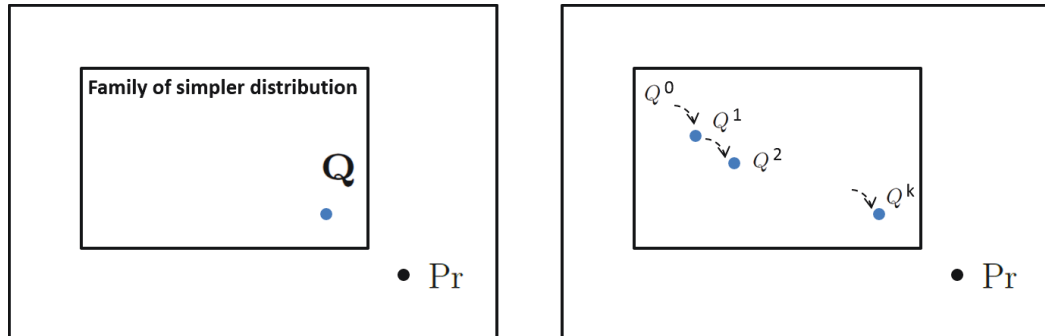 Family of simpler distribution
Q
Pr
Q⁰
Q¹
Q²
Qᵏ
Pr